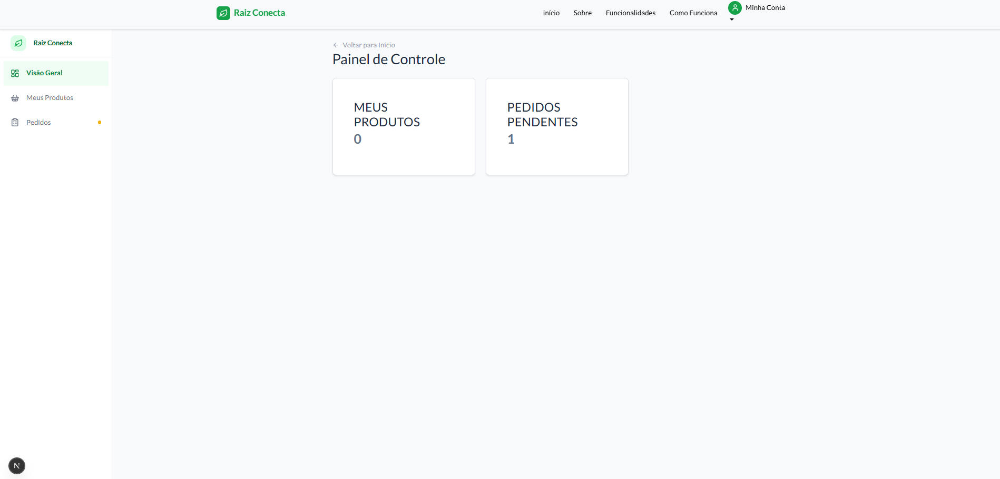 Raiz Conecta
início
Sobre
Funcionalidades
Como Funciona
Minha Conta
Raiz Conecta
Visão Geral
Meus Produtos
Pedidos
Voltar para Início
Painel de Controle
MEUS
PRODUTOS
0
PEDIDOS
PENDENTES
1
N